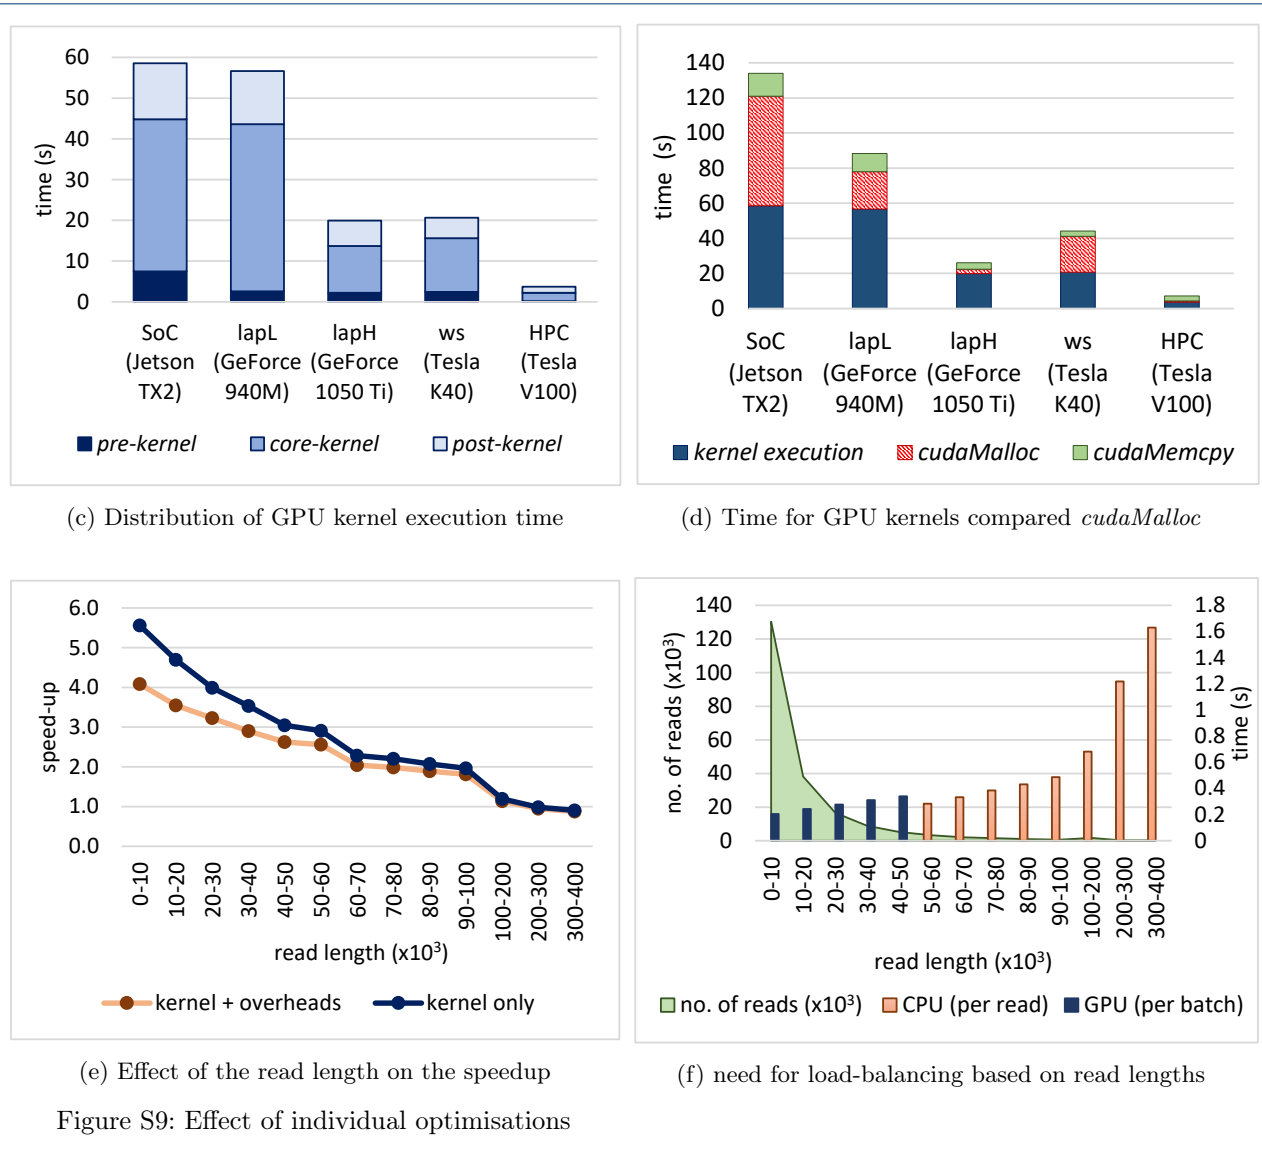 60
50
40
30
20
10
0
time (s)
SoC (Jetson TX2)
lapL (GeForce 940M)
lapH (GeForce 1050 Ti)
ws (Tesla K40)
HPC (Tesla V100)
pre-kernel core-kernel post-kernel
(c) Distribution of GPU kernel execution time
140
120
100
80
60
40
20
0
time (s)
SoC (Jetson TX2)
lapL (GeForce 940M)
lapH (GeForce 1050 Ti)
ws (Tesla K40)
HPC (Tesla V100)
kernel execution cudaMalloc cudaMemcpy
(d) Time for GPU kernels compared cudaMalloc
6.0
5.0
4.0
3.0
2.0
1.0
0.0
speed-up
0-10
10-20
20-30
30-40
40-50
50-60
60-70
70-80
80-90
90-100
100-200
200-300
300-400
read length (x10³)
kernel + overheads kernel only
(e) Effect of the read length on the speedup
140
120
100
80
60
40
20
0
no. of reads (x10³)
1.8
1.6
1.4
1.2
1
0.8
0.6
0.4
0.2
0
time (s)
0-10
10-20
20-30
30-40
40-50
50-60
60-70
70-80
80-90
90-100
100-200
200-300
300-400
read length (x10³)
no. of reads (x10³) CPU (per read) GPU (per batch)
(f) need for load-balancing based on read lengths
Figure S9: Effect of individual optimisations